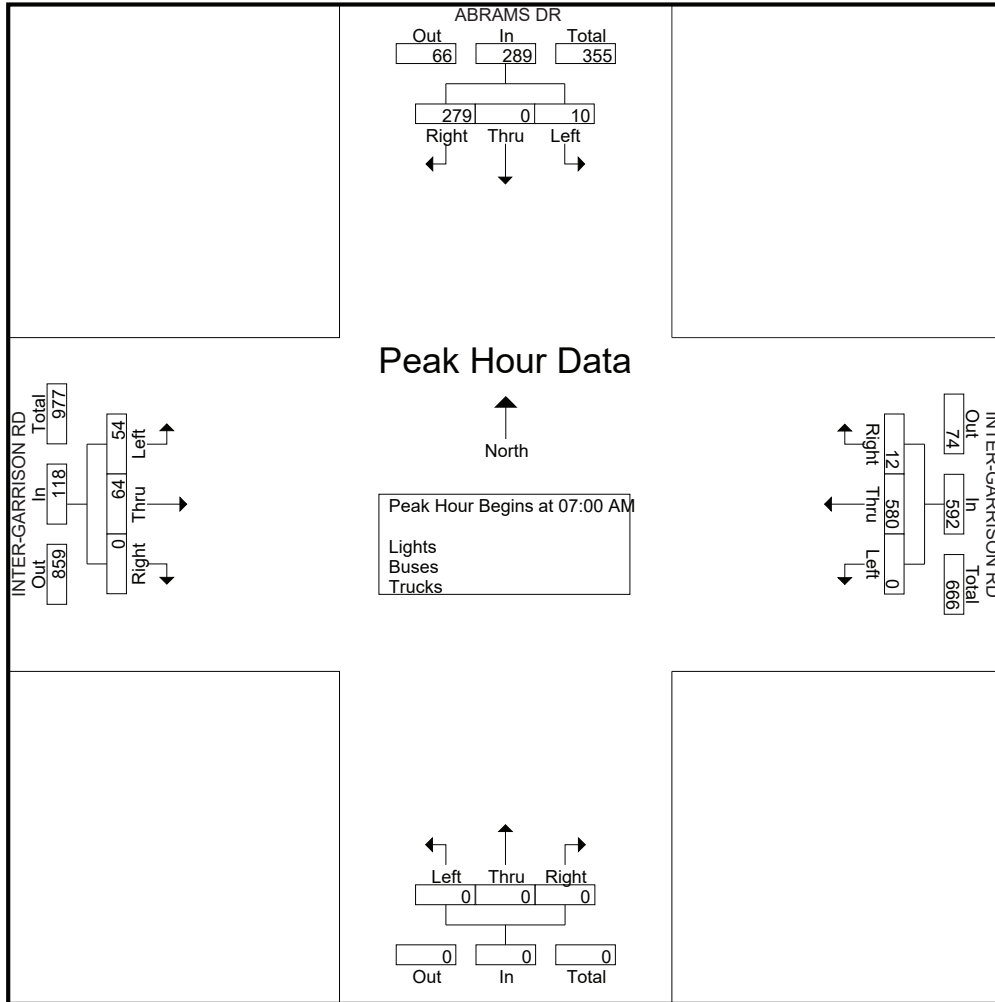 ABRAMS DR
Out In Total
66 289 355
279 0 10
Right Thru Left
Peak Hour Data
North
Peak Hour Begins at 07:00 AM
Lights
Buses
Trucks
INTER-GARRISON RD
Total In Out
977 118 859
54 64 0
Left Thru Right
INTER-GARRISON RD
Out In Total
74 592 666
12 580 0
Right Thru Left
Left Thru Right
0 0 0
0 0 0
Out In Total